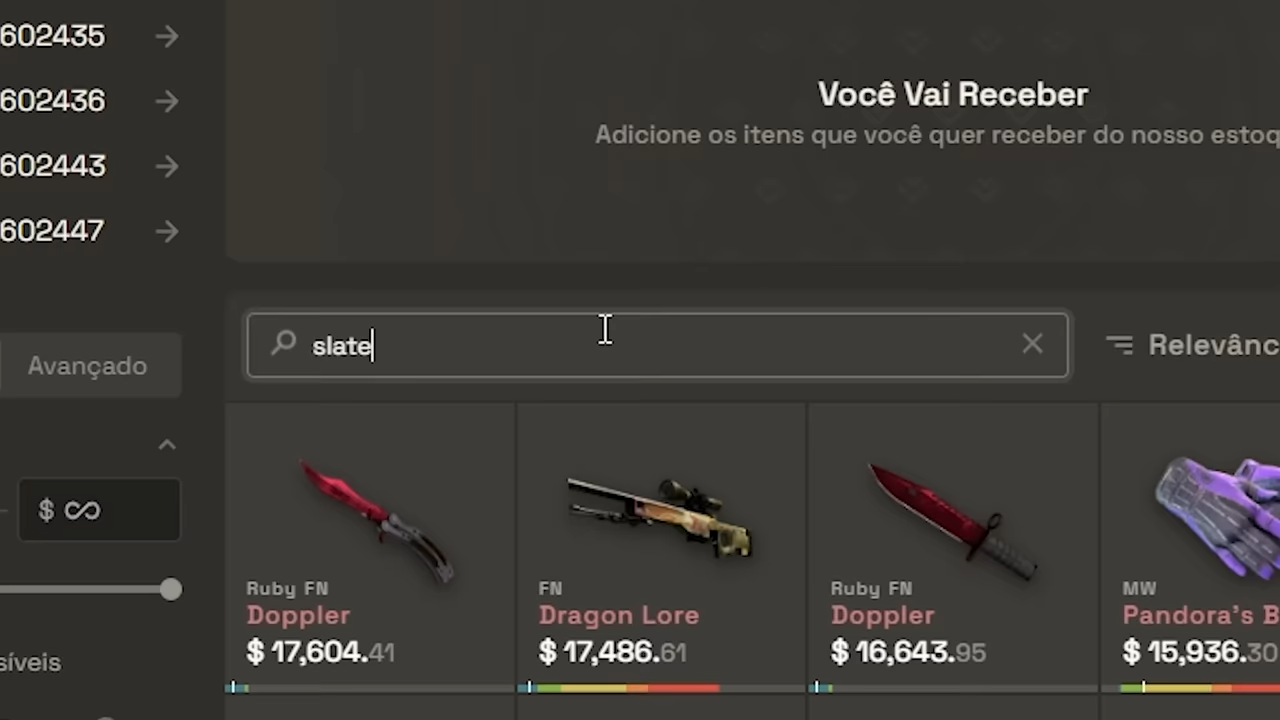 602435
602436
602443
602447
Você Vai Receber
Adicione os itens que você quer receber do nosso estoq
slate
Relevânc
Avançado
$ ∞
síveis
Ruby FN
Doppler
$ 17,604.41
FN
Dragon Lore
$ 17,486.61
Ruby FN
Doppler
$ 16,643.95
MW
Pandora's B
$ 15,936.30